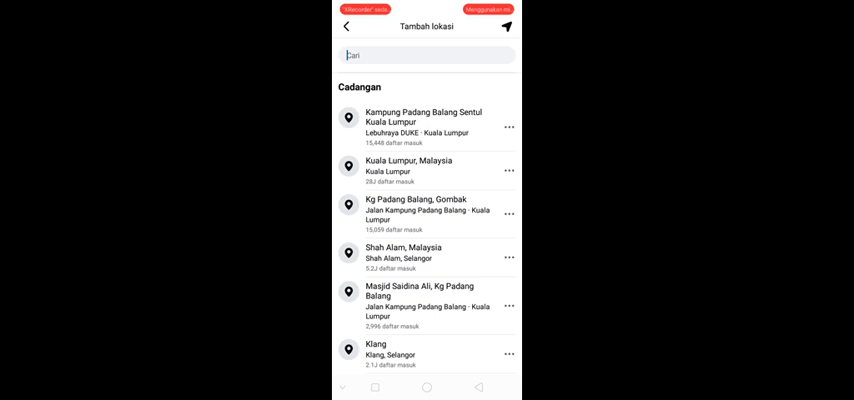 "XRecorder"
Menggunakan mi..
Tambah lokasi
Cari
Cadangan
Kampung Padang Balang Sentul
Kuala Lumpur
Lebuhraya DUKE · Kuala Lumpur
15,448 daftar masuk
Kuala Lumpur, Malaysia
Kuala Lumpur
28J daftar masuk
Kg Padang Balang, Gombak
Jalan Kampung Padang Balang · Kuala
Lumpur
15,059 daftar masuk
Shah Alam, Malaysia
Shah Alam, Selangor
5.2J daftar masuk
Masjid Saidina Ali, Kg Padang
Balang
Jalan Kampung Padang Balang · Kuala
Lumpur
2,996 daftar masuk
Klang
Klang, Selangor
2.1J daftar masuk